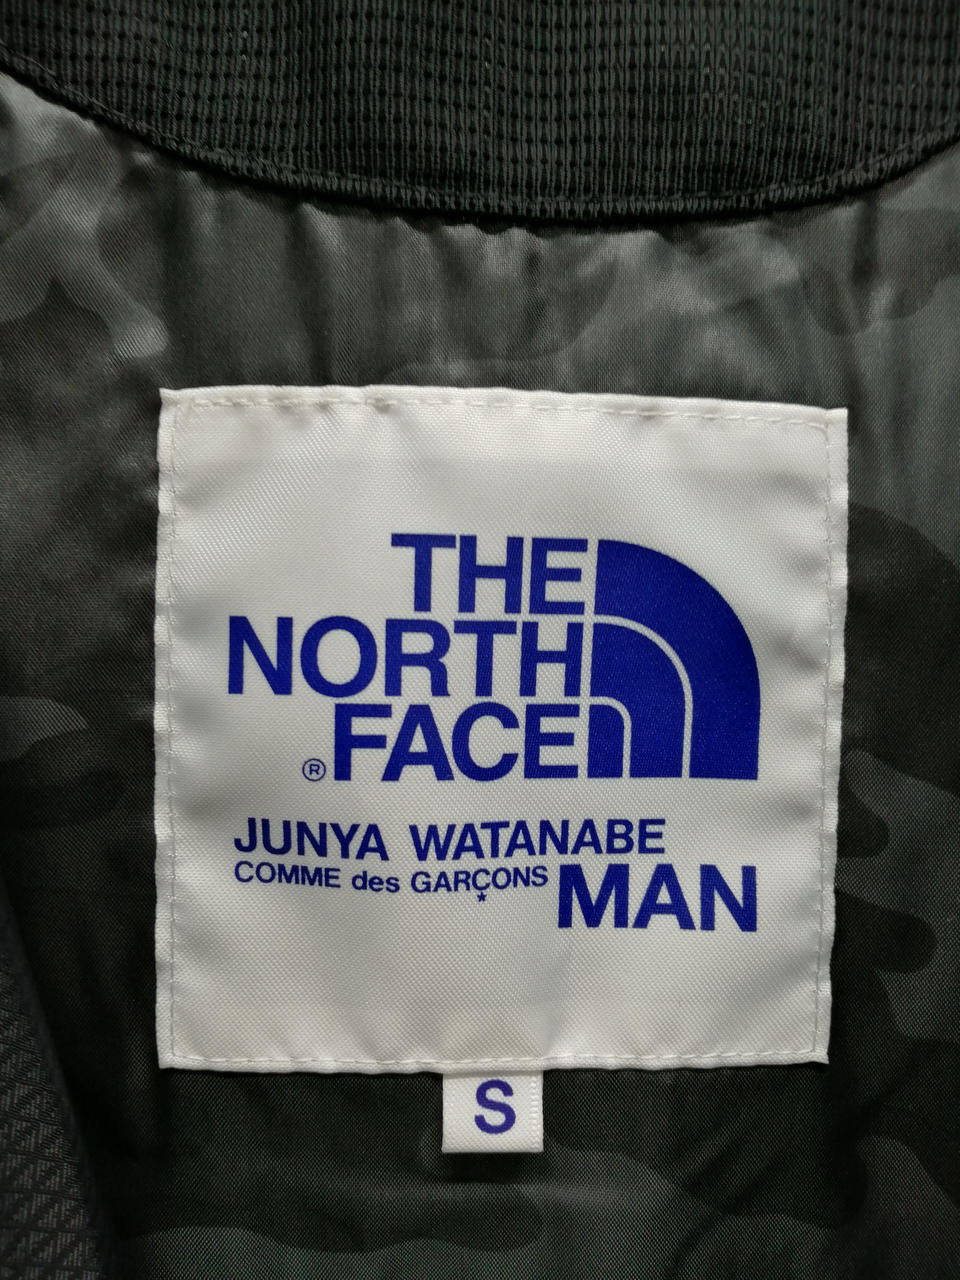 THE
NORTH
FACE
®
JUNYA WATANABE
COMME des GARÇONS MAN
S